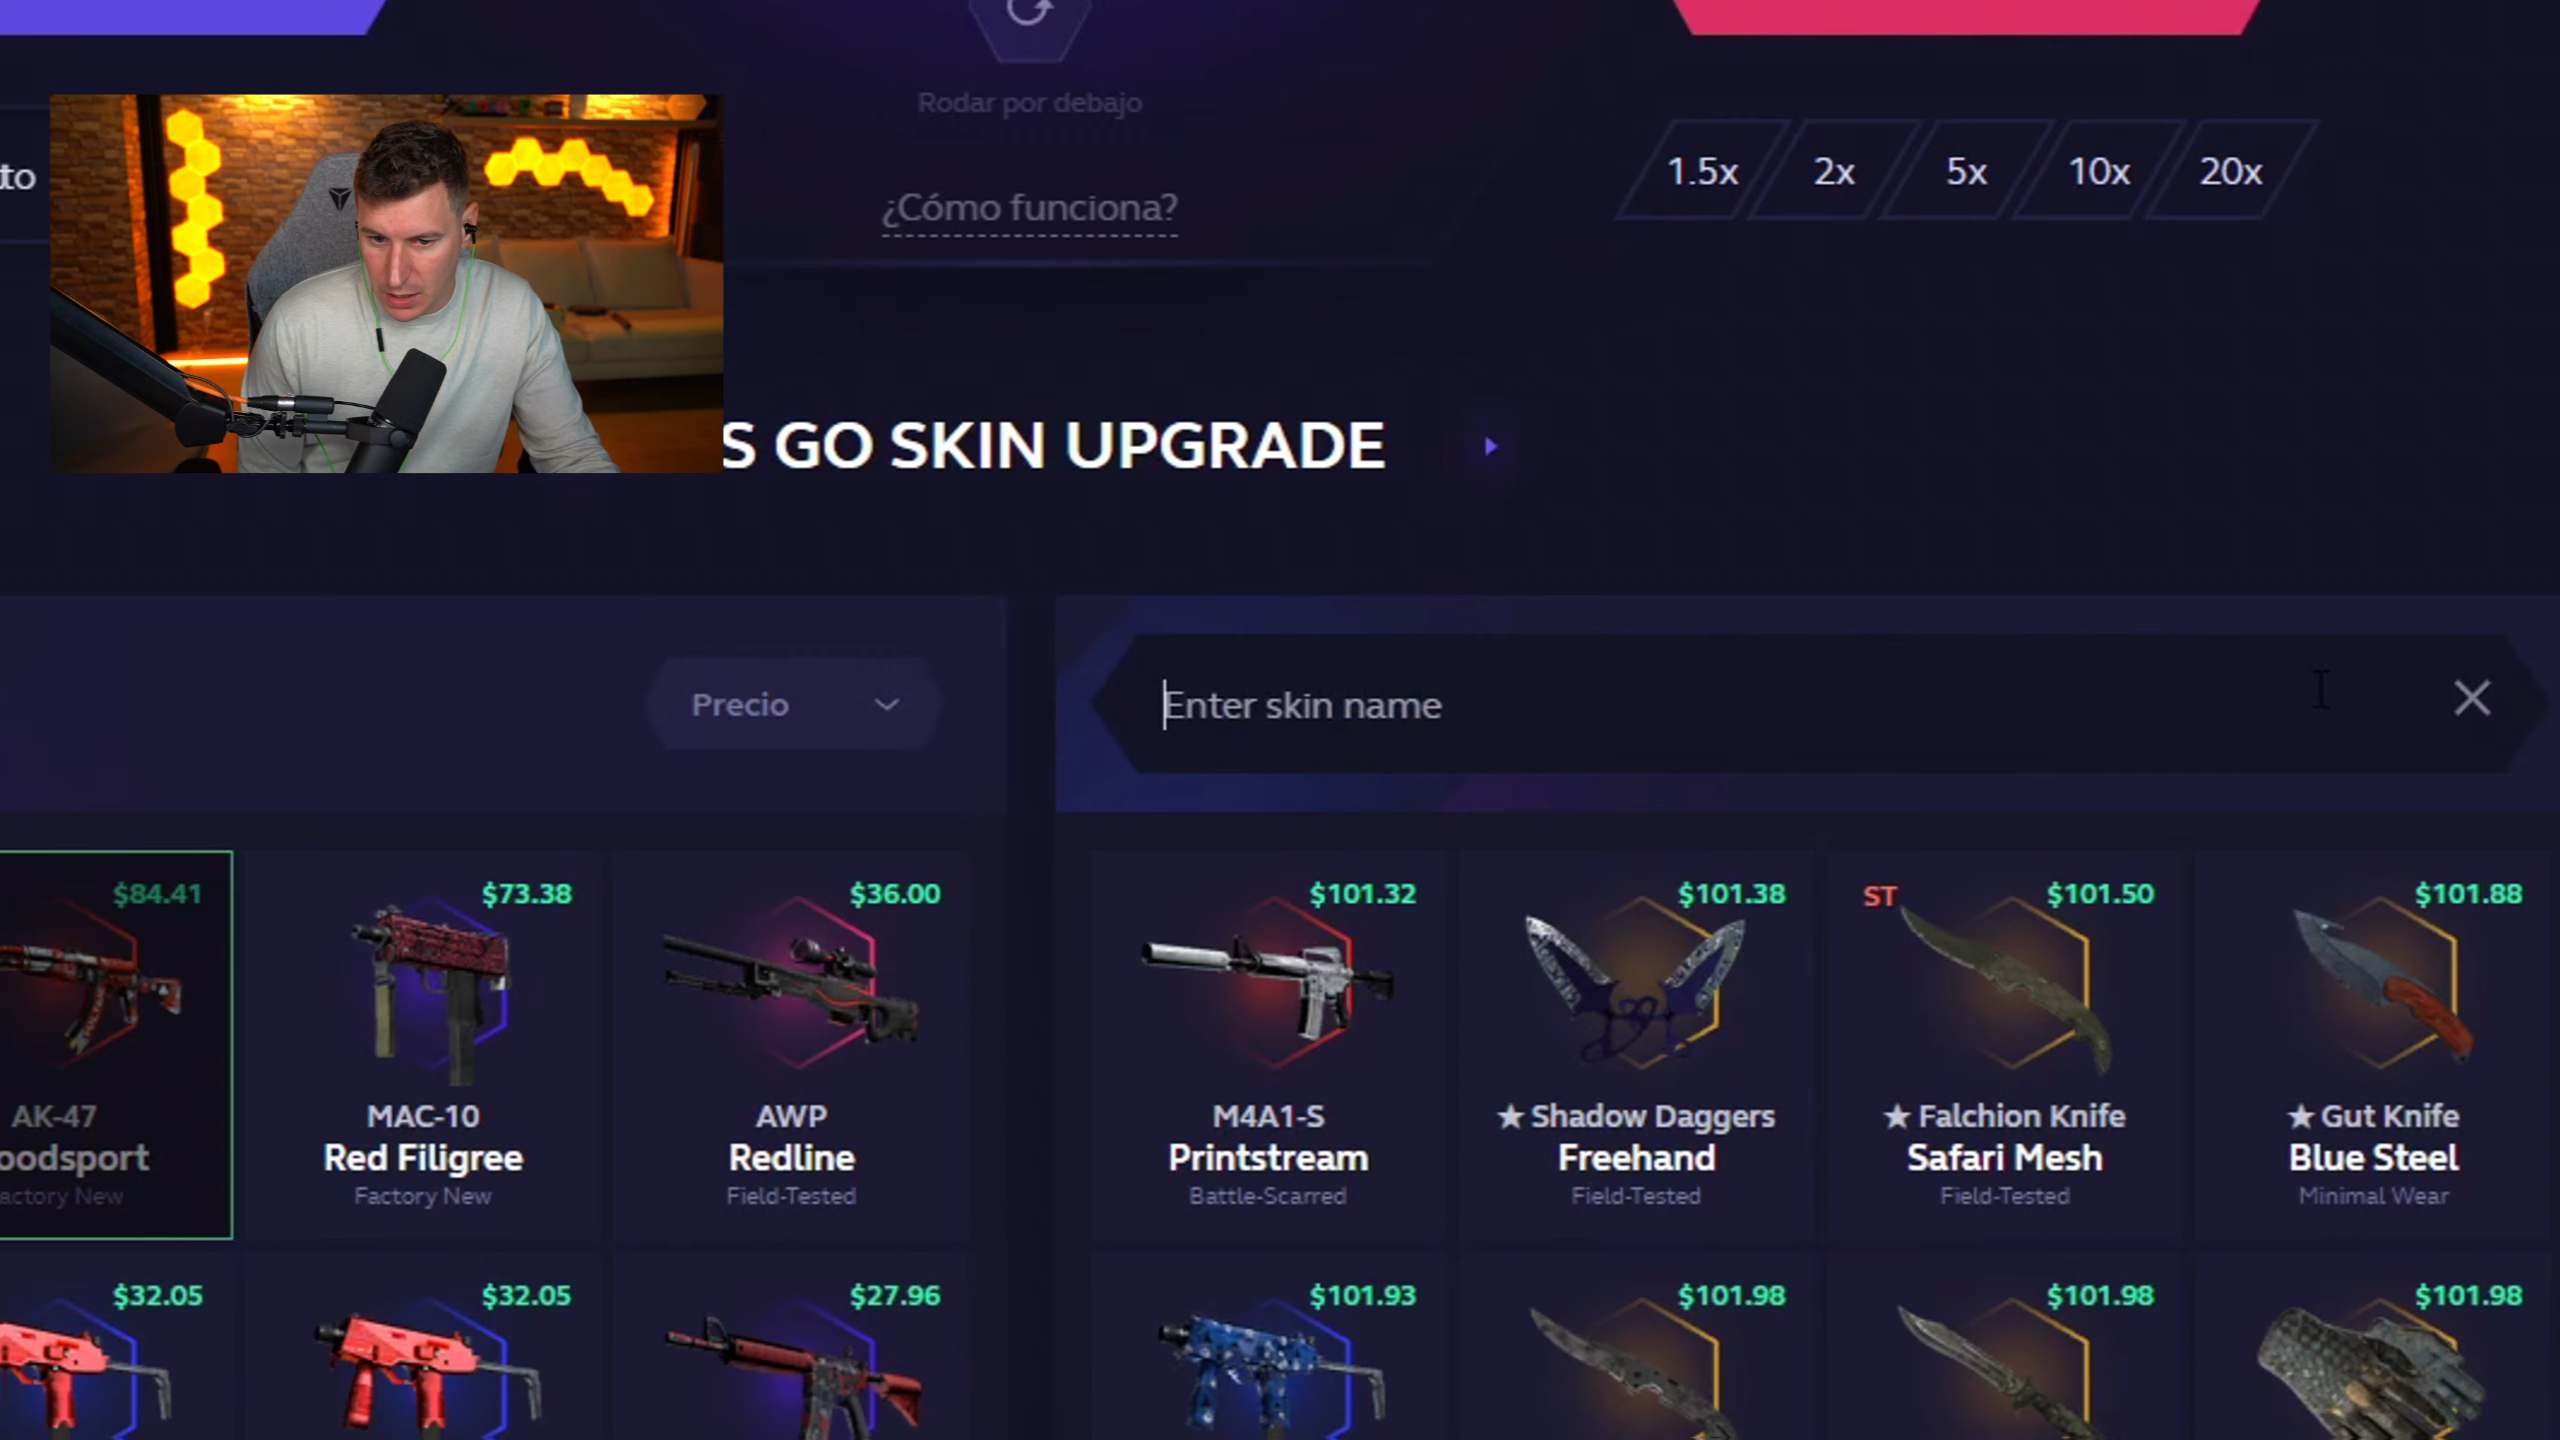 Rodar por debajo
to
1.5x 2x 5x 10x 20x
¿Cómo funciona?
S GO SKIN UPGRADE
Precio
Enter skin name
$84.41
AK-47
oodsport
actory New
$73.38
MAC-10
Red Filigree
Factory New
$36.00
AWP
Redline
Field-Tested
$101.32
M4A1-S
Printstream
Battle-Scarred
$101.38
★ Shadow Daggers
Freehand
Field-Tested
ST $101.50
★ Falchion Knife
Safari Mesh
Field-Tested
$101.88
★ Gut Knife
Blue Steel
Minimal Wear
$32.05
$32.05
$27.96
$101.93
$101.98
$101.98
$101.98